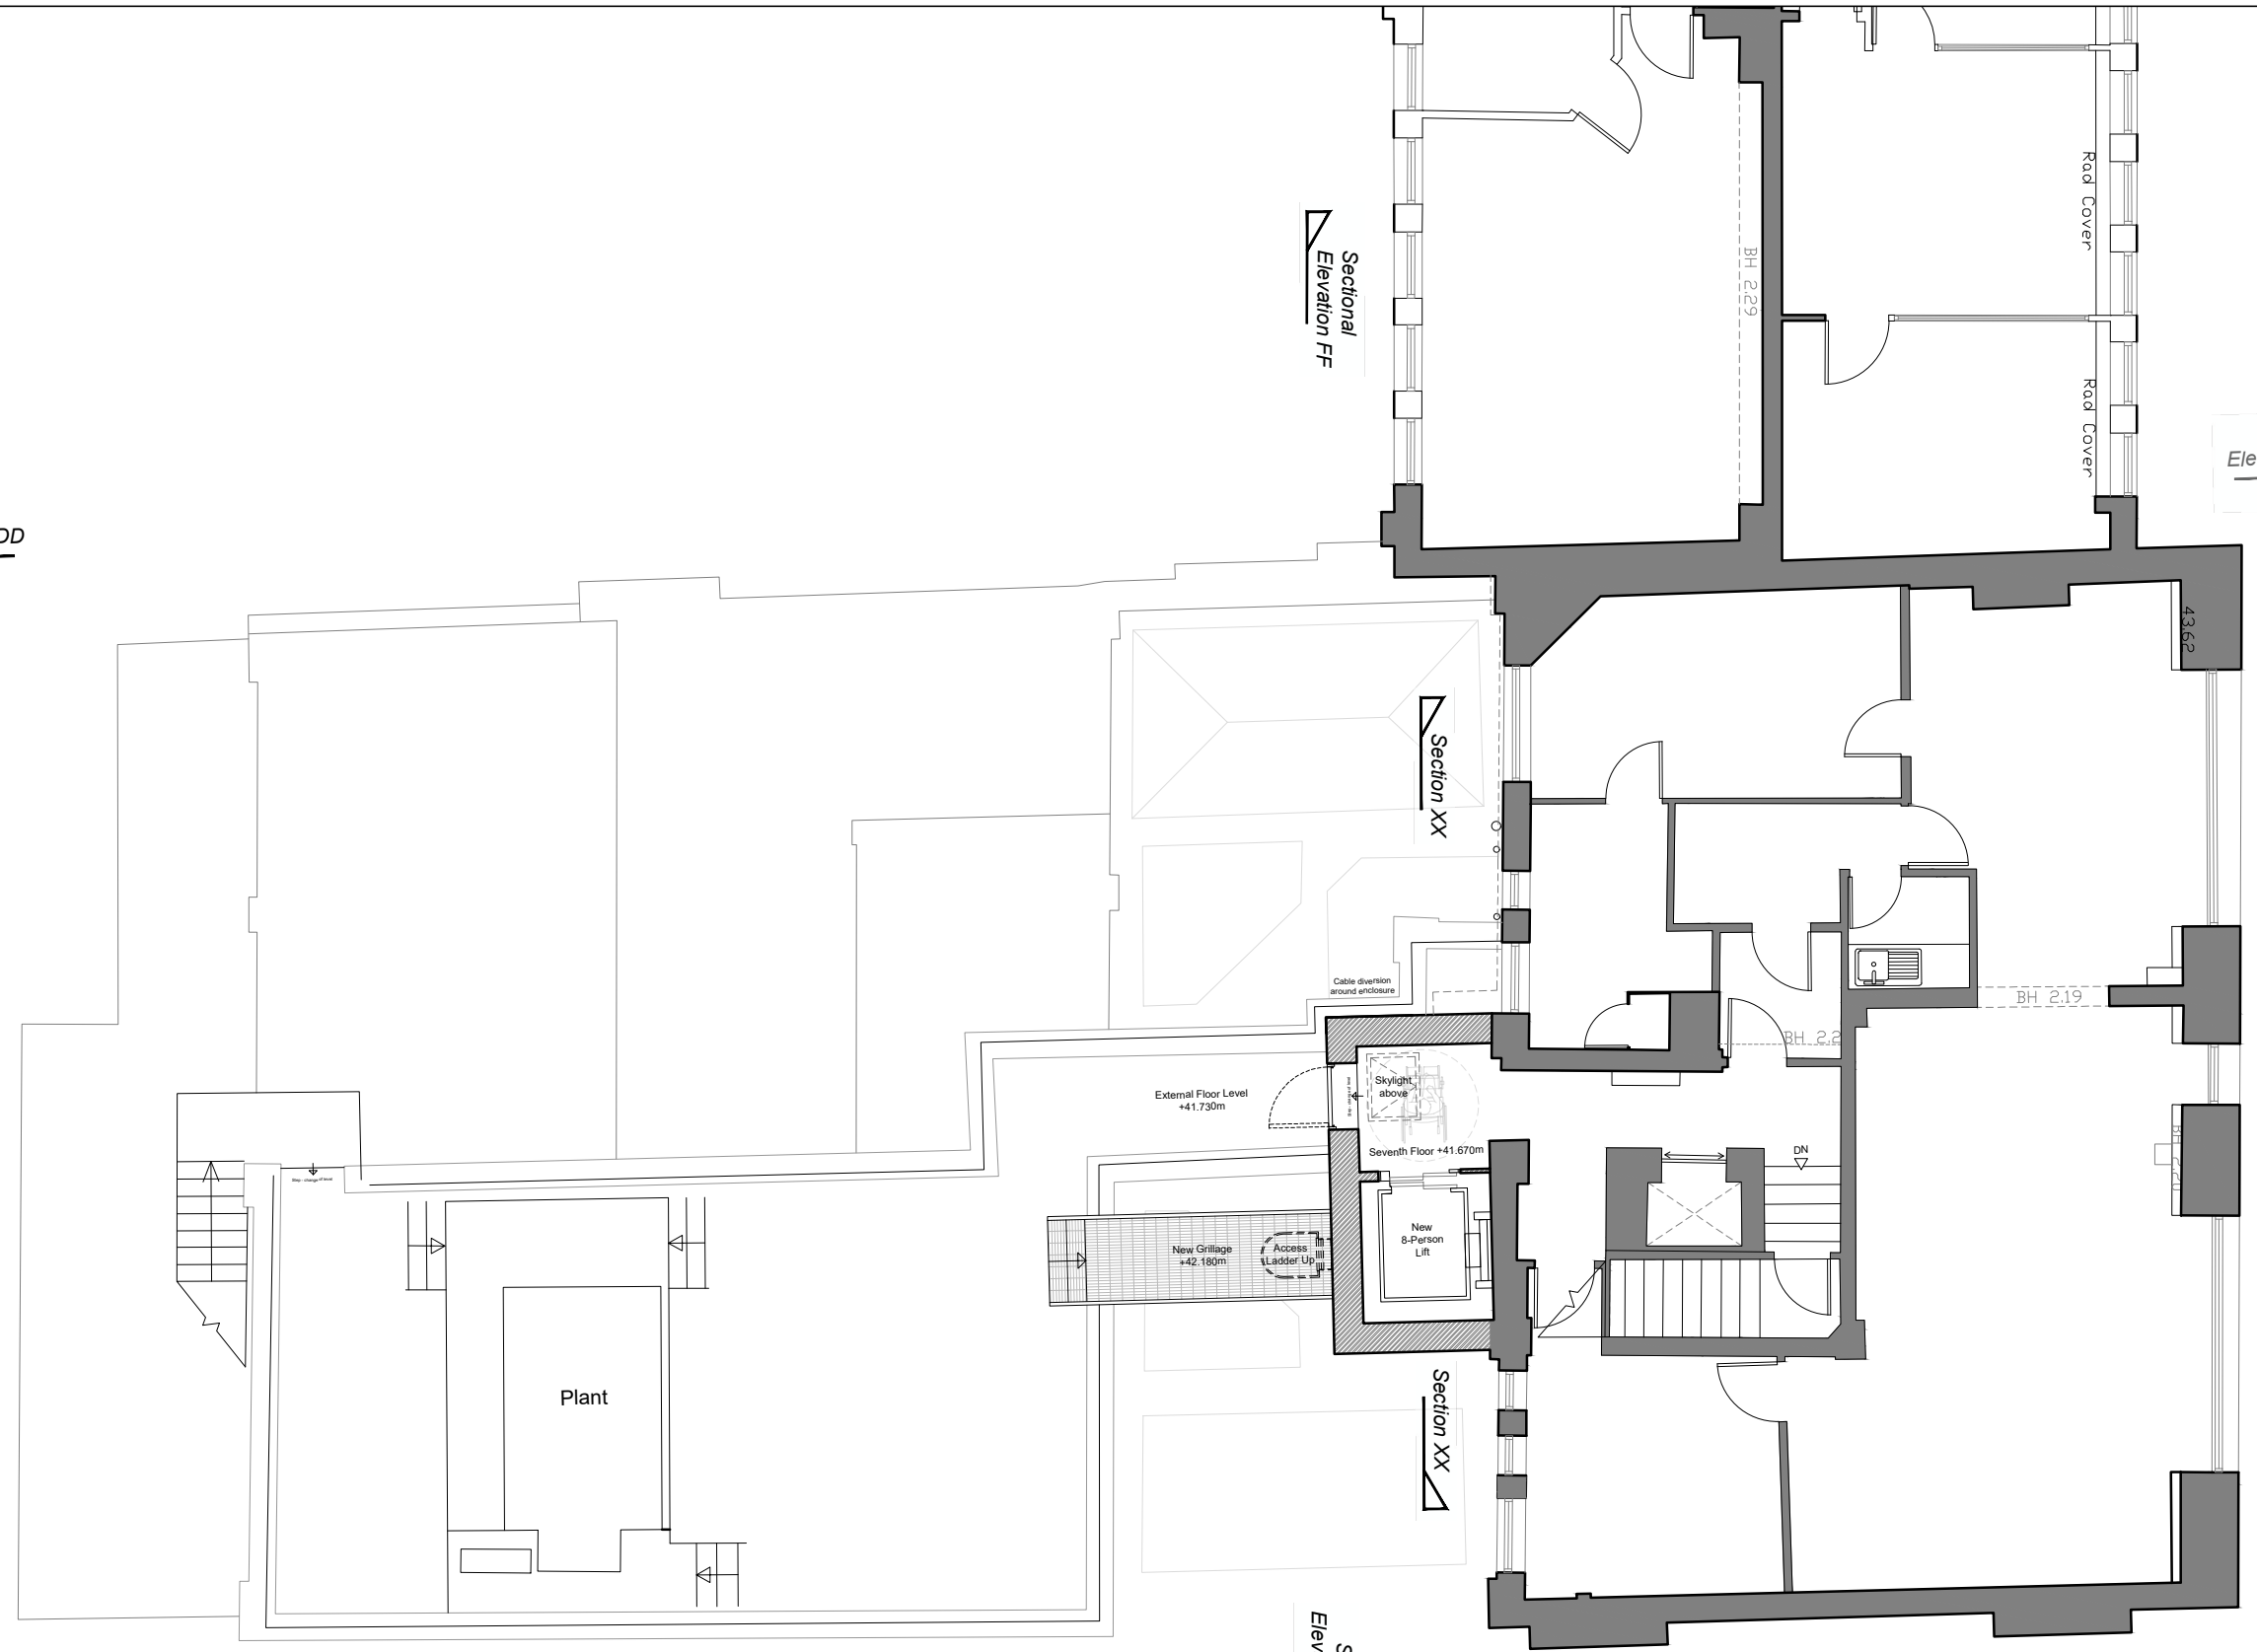 Rad Cover
BH 2.29
Sectional
Elevation FF
Rad Cover
Ele
DD
43.62
Section XX
Cable diversion
around enclosure
BH 2.19
BH 2.2
External Floor Level
+41.730m
Skylight
above
Seventh Floor +41.670m
DN
New
8-Person
Lift
New Grillage
+42.180m
Access
Ladder Up
Plant
Section XX
S
Elev